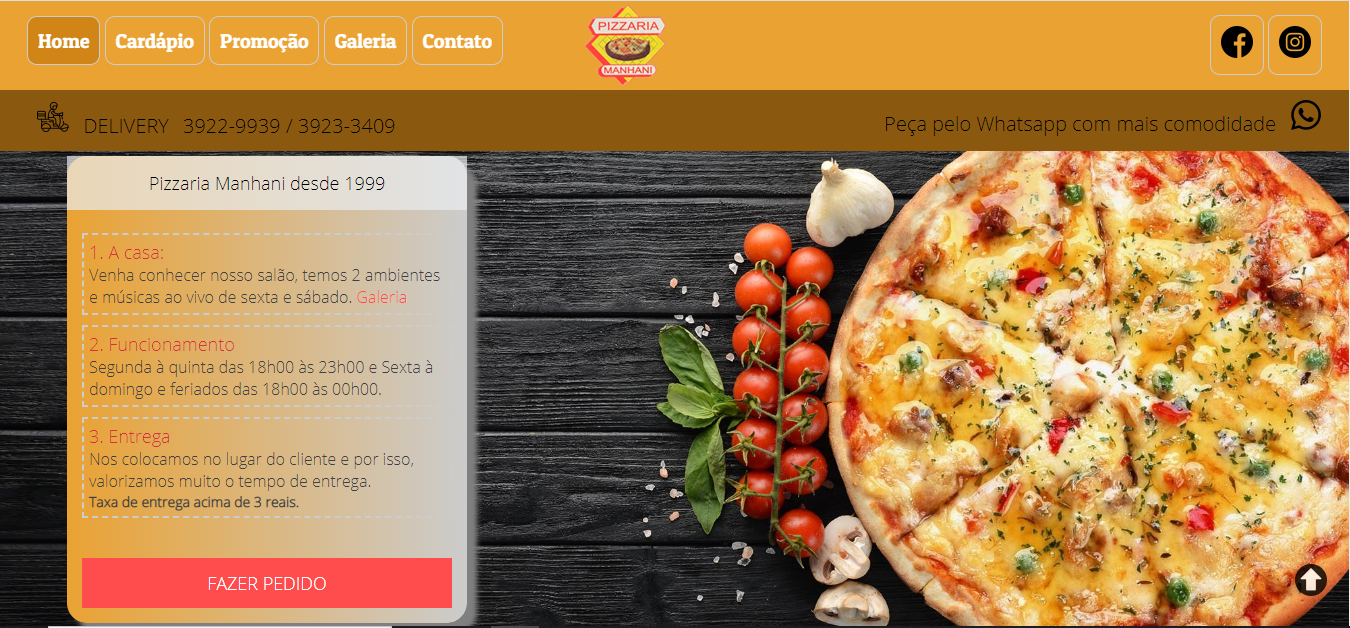 Home Cardápio Promoção Galeria Contato
PIZZARIA
MANHANI
DELIVERY 3922-9939 / 3923-3409
Peça pelo Whatsapp com mais comodidade
Pizzaria Manhani desde 1999
1. A casa:
Venha conhecer nosso salão, temos 2 ambientes
e músicas ao vivo de sexta e sábado. Galeria
2. Funcionamento
Segunda à quinta das 18h00 às 23h00 e Sexta à
domingo e feriados das 18h00 às 00h00.
3. Entrega
Nos colocamos no lugar do cliente e por isso,
valorizamos muito o tempo de entrega.
Taxa de entrega acima de 3 reais.
FAZER PEDIDO